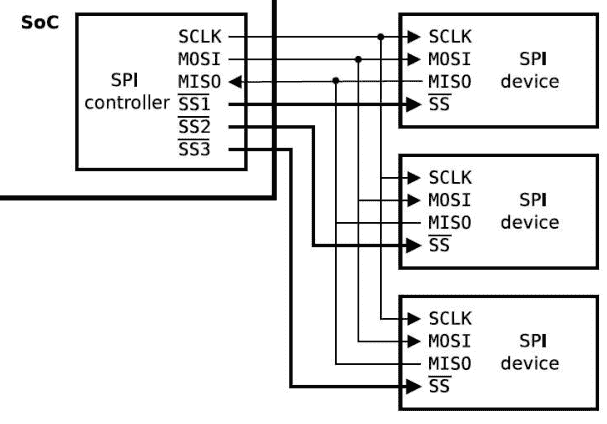 SoC
SPI
controller
SCLK
MOSI
MISO
SS1
SS2
SS3
SCLK
MOSI
MISO
SS
SPI
device
SCLK
MOSI
MISO
SS
SPI
device
SCLK
MOSI
MISO
SS
SPI
device